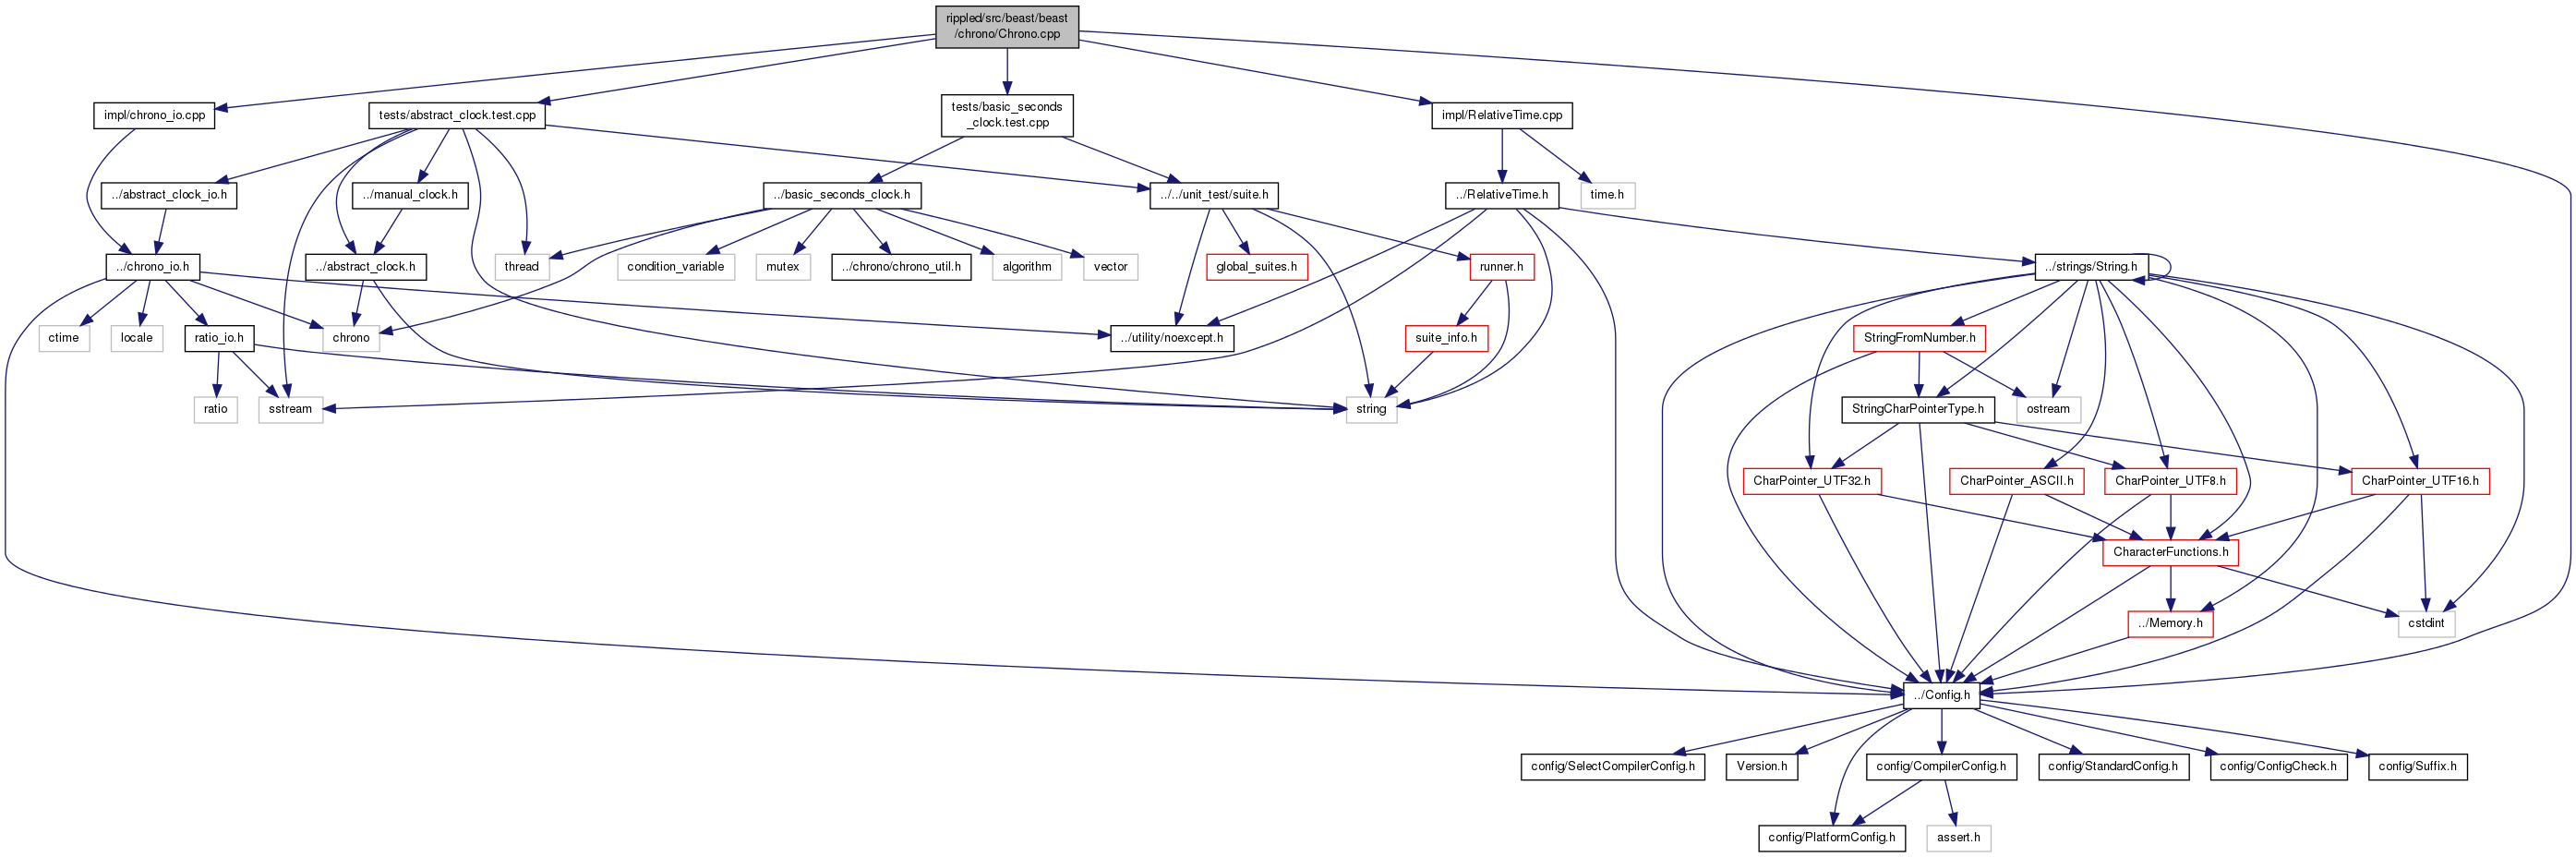 rippled/src/beast/beast
/chrono/Chrono.cpp
impl/chrono_io.cpp
tests/abstract_clock.test.cpp
tests/basic_seconds
_clock.test.cpp
impl/RelativeTime.cpp
../abstract_clock_io.h
../manual_clock.h
../basic_seconds_clock.h
../../unit_test/suite.h
../RelativeTime.h
time.h
../chrono_io.h
../abstract_clock.h
thread
condition_variable
mutex
../chrono/chrono_util.h
algorithm
vector
global_suites.h
runner.h
../strings/String.h
ctime
locale
ratio_io.h
chrono
../utility/noexcept.h
suite_info.h
StringFromNumber.h
ratio
sstream
string
StringCharPointerType.h
ostream
CharPointer_UTF32.h
CharPointer_ASCII.h
CharPointer_UTF8.h
CharPointer_UTF16.h
CharacterFunctions.h
../Memory.h
cstdint
../Config.h
config/SelectCompilerConfig.h
Version.h
config/CompilerConfig.h
config/StandardConfig.h
config/ConfigCheck.h
config/Suffix.h
config/PlatformConfig.h
assert.h